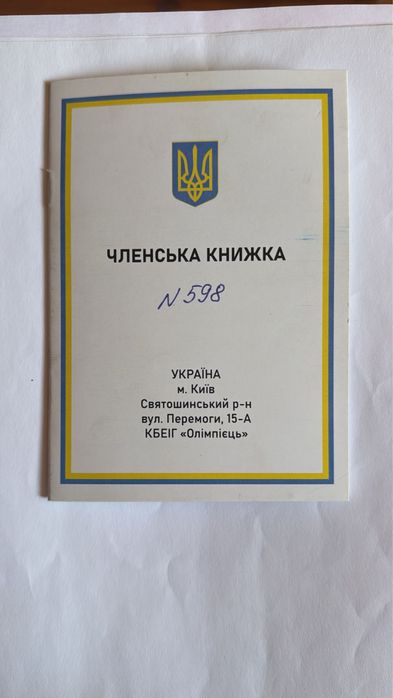 ЧЛЕНСЬКА КНИЖКА
N 598
УКРАЇНА
м. Київ
Святошинський р-н
вул. Перемоги, 15-А
КБЕІГ «Олімпієць»